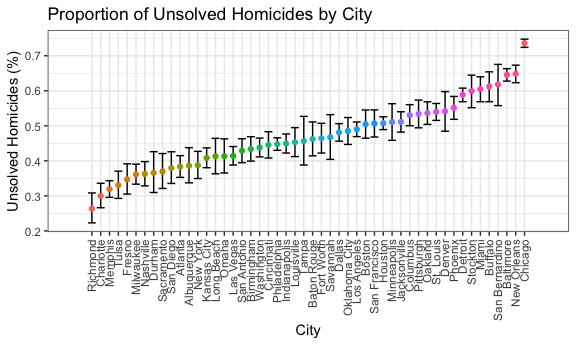 Proportion of Unsolved Homicides by City
Unsolved Homicides (%)
0.7
0.6
0.5
0.4
0.3
0.2
Richmond
Charlotte
Memphis
Tulsa
Fresno
Milwaukee
Nashville
Durham
Sacramento
San Diego
Atlanta
Albuquerque
New York
Kansas City
Long Beach
Omaha
Las Vegas
San Antonio
Birmingham
Washington
Cincinnati
Philadelphia
Indianapolis
Louisville
Tampa
Baton Rouge
Fort Worth
Savannah
Dallas
Oklahoma City
Los Angeles
Boston
San Francisco
Houston
Minneapolis
Jacksonville
Columbus
Pittsburgh
Oakland
St. Louis
Denver
Phoenix
Detroit
Stockton
Miami
Buffalo
San Bernardino
Baltimore
New Orleans
Chicago
City